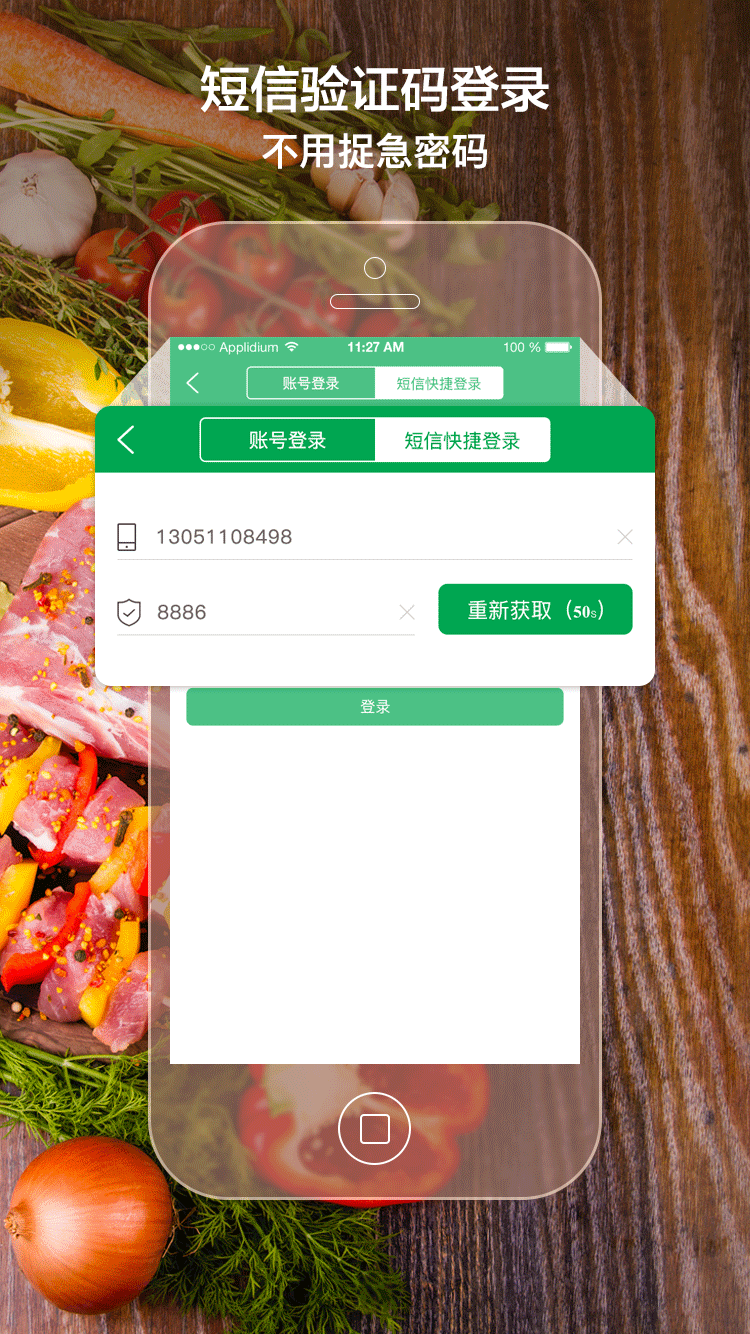 短信验证码登录
不用捉急密码
Applidium 11:27 AM 100 %
账号登录 短信快捷登录
账号登录 短信快捷登录
13051108498
8886 重新获取（50s）
登录